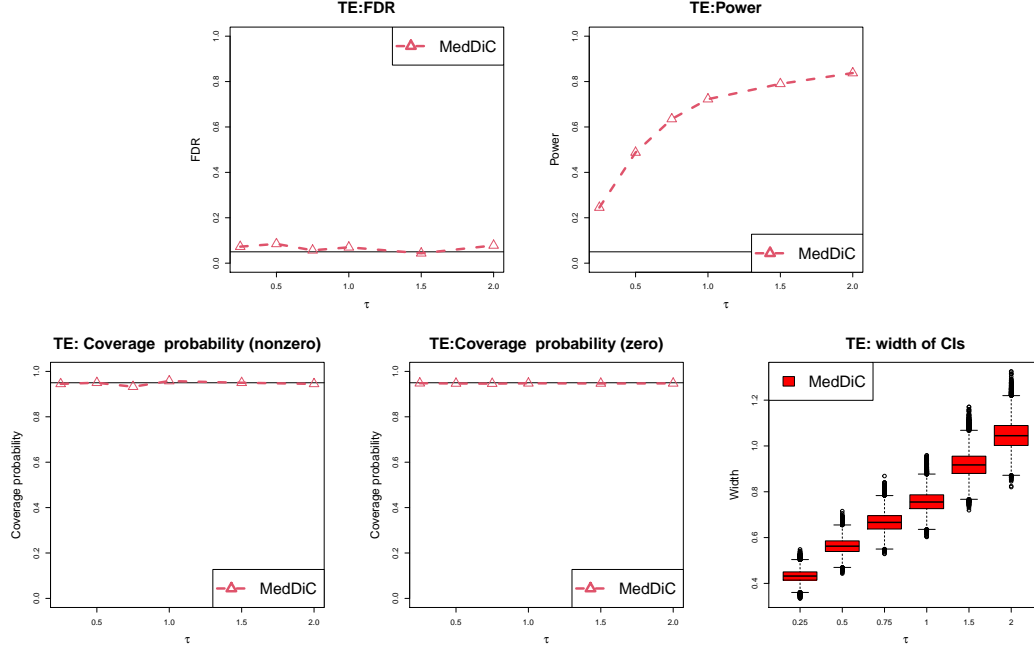 TE:FDR
MedDiC
FDR
0.0
0.2
0.4
0.6
0.8
1.0
0.5
1.0
1.5
2.0
τ
TE:Power
MedDiC
Power
0.0
0.2
0.4
0.6
0.8
1.0
0.5
1.0
1.5
2.0
τ
TE: Coverage probability (nonzero)
MedDiC
Coverage probability
0.0
0.2
0.4
0.6
0.8
1.0
0.5
1.0
1.5
2.0
τ
TE:Coverage probability (zero)
MedDiC
Coverage probability
0.0
0.2
0.4
0.6
0.8
1.0
0.5
1.0
1.5
2.0
τ
TE: width of CIs
MedDiC
Width
0.4
0.6
0.8
1.0
1.2
0.25
0.5
0.75
1
1.5
2
τ